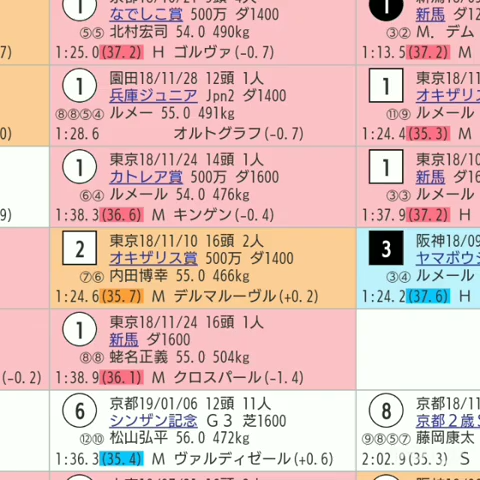 なでしこ賞 500万 ダ1400
⑤⑤ 北村宏司 54.0 490kg
1:25.0(37.2) H ゴルヴァ(-0.7)
① 園田18/11/28 12頭 1人
兵庫ジュニア Jpn2 ダ1400
⑧⑧⑤④ ルメー 55.0 491kg
1:28.6 オルトグラフ(-0.7)
① 東京18/11/24 14頭 1人
カトレア賞 500万 ダ1600
⑥④ ルメール 54.0 476kg
1:38.3(36.6) M キンゲン(-0.4)
2 東京18/11/10 16頭 2人
オキザリス賞 500万 ダ1400
⑦⑥ 内田博幸 55.0 466kg
1:24.6(35.7) M デルマルーヴル(+0.2)
① 東京18/11/24 16頭 1人
新馬 ダ1600
⑧⑧ 蛯名正義 55.0 504kg
1:38.9(36.1) M クロスパール(-1.4)
⑥ 京都19/01/06 12頭 11人
シンザン記念 G3 芝1600
⑫⑩ 松山弘平 56.0 472kg
1:36.3(35.4) M ヴァルディゼール(+0.6)
1
新馬 ダ1
③② M. デム
1:13.5(37.2) M
1 東京18/1
オキザリス
⑪⑨ ルメール
1:24.4(35.3) M
1 東京18/10
新馬 ダ16
③③ ルメール
1:37.9(37.2) H
3 阪神18/09
ヤマボウシ
③④ ルメール
1:24.2(37.6) H
⑧ 京都18/11
京都2歳S
⑨⑧⑤⑦ 藤岡康太
2:02.9(35.3) S
(-0.2)